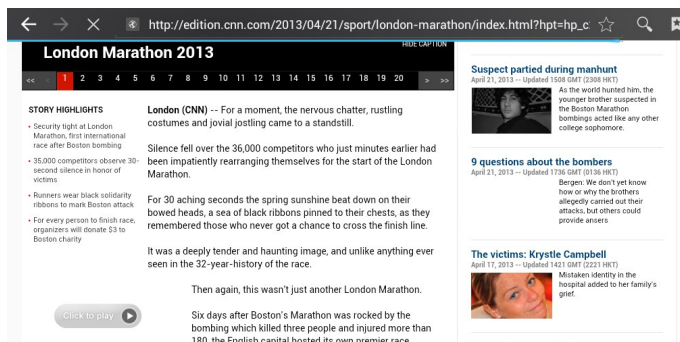 http://edition.cnn.com/2013/04/21/sport/london-marathon/index.html?hpt=hp_c
London Marathon 2013
HIDE CAPTION
<< < 1 2 3 4 5 6 7 8 9 10 11 12 13 14 15 16 17 18 19 20 > >>
STORY HIGHLIGHTS
• Security tight at London
Marathon, first international
race after Boston bombing
• 35,000 competitors observe 30-
second silence in honor of
victims
• Runners wear black solidarity
ribbons to mark Boston attack
• For every person to finish race,
organizers will donate $3 to
Boston charity
Click to play
London (CNN) -- For a moment, the nervous chatter, rustling
costumes and jovial jostling came to a standstill.
Silence fell over the 36,000 competitors who just minutes earlier had
been impatiently rearranging themselves for the start of the London
Marathon.
For 30 aching seconds the spring sunshine beat down on their
bowed heads, a sea of black ribbons pinned to their chests, as they
remembered those who never got a chance to cross the finish line.
It was a deeply tender and haunting image, and unlike anything ever
seen in the 32-year-history of the race.
Then again, this wasn't just another London Marathon.
Six days after Boston's Marathon was rocked by the
bombing which killed three people and injured more than
180, the English capital hosted its own premier race
Suspect partied during manhunt
April 21, 2013 -- Updated 1508 GMT (2308 HKT)
As the world hunted him, the
younger brother suspected in
the Boston Marathon
bombings acted like any other
college sophomore.
9 questions about the bombers
April 21, 2013 -- Updated 1736 GMT (0136 HKT)
Bergen: We don't yet know
how or why the brothers
allegedly carried out their
attacks, but others could
provide ansers
The victims: Krystle Campbell
April 17, 2013 -- Updated 1421 GMT (2221 HKT)
Mistaken identity in the
hospital added to her family's
grief.